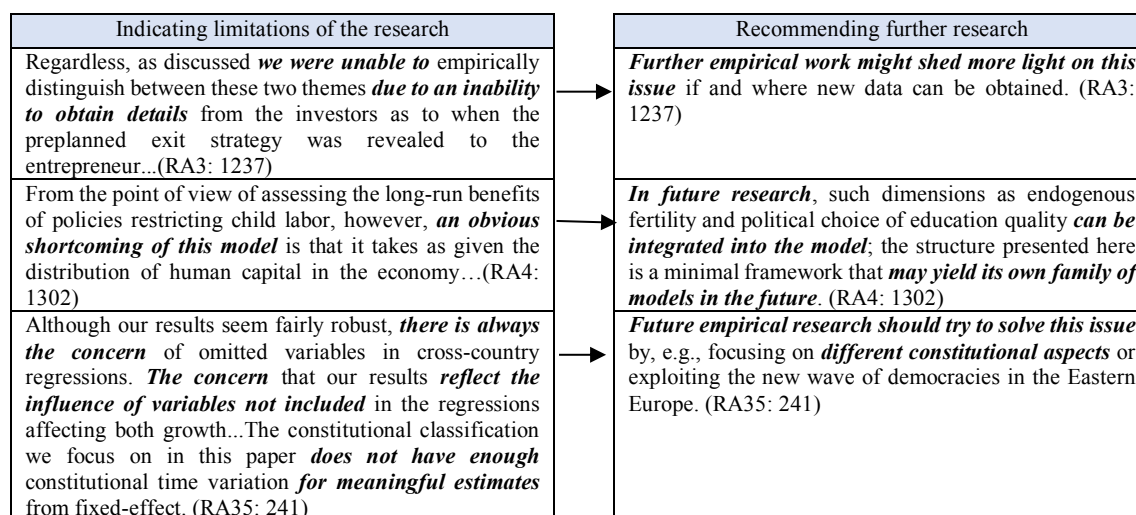 Indicating limitations of the research
Regardless, as discussed we were unable to empirically
distinguish between these two themes due to an inability
to obtain details from the investors as to when the
preplanned exit strategy was revealed to the
entrepreneur...(RA3: 1237)
From the point of view of assessing the long-run benefits
of policies restricting child labor, however, an obvious
shortcoming of this model is that it takes as given the
distribution of human capital in the economy…(RA4:
1302)
Although our results seem fairly robust, there is always
the concern of omitted variables in cross-country
regressions. The concern that our results reflect the
influence of variables not included in the regressions
affecting both growth...The constitutional classification
we focus on in this paper does not have enough
constitutional time variation for meaningful estimates
from fixed-effect. (RA35: 241)
Recommending further research
Further empirical work might shed more light on this
issue if and where new data can be obtained. (RA3:
1237)
In future research, such dimensions as endogenous
fertility and political choice of education quality can be
integrated into the model; the structure presented here
is a minimal framework that may yield its own family of
models in the future. (RA4: 1302)
Future empirical research should try to solve this issue
by, e.g., focusing on different constitutional aspects or
exploiting the new wave of democracies in the Eastern
Europe. (RA35: 241)